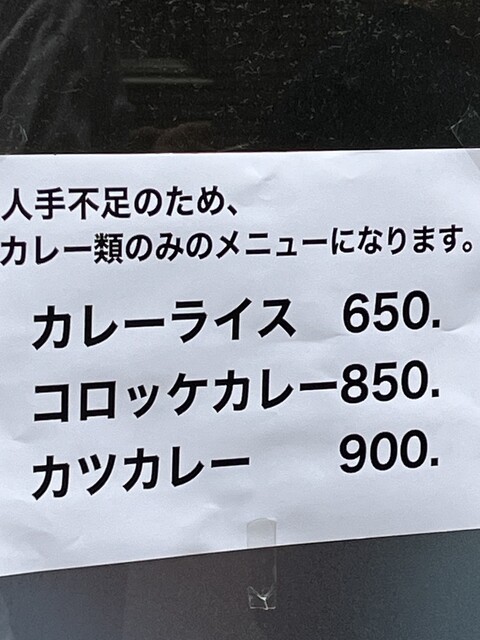 人手不足のため、
カレー類のみのメニューになります。
カレーライス 650.
コロッケカレー850.
カツカレー 900.